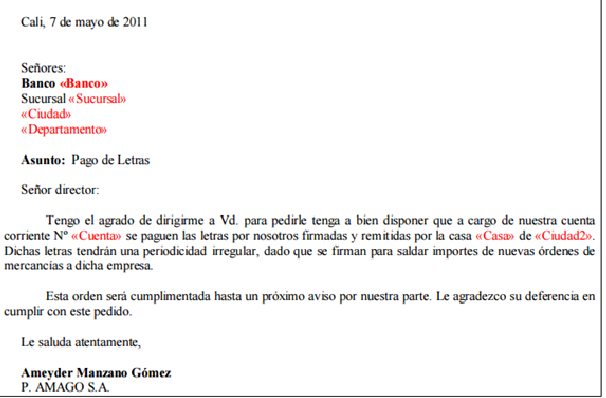 Cali, 7 de mayo de 2011
Señores:
Banco «Banco»
Sucursal «Sucursal»
«Ciudad»
«Departamento»
Asunto: Pago de Letras
Señor director:
Tengo el agrado de dirigirme a Vd. para pedirle tenga a bien disponer que a cargo de nuestra cuenta
corriente Nº «Cuenta» se paguen las letras por nosotros firmadas y remitidas por la casa «Casa» de «Ciudad2».
Dichas letras tendrán una periodicidad irregular, dado que se firman para saldar importes de nuevas órdenes de
mercancías a dicha empresa.
Esta orden será cumplimentada hasta un próximo aviso por nuestra parte. Le agradezco su deferencia en
cumplir con este pedido.
Le saluda atentamente,
Ameyder Manzano Gómez
P. AMAGO S.A.